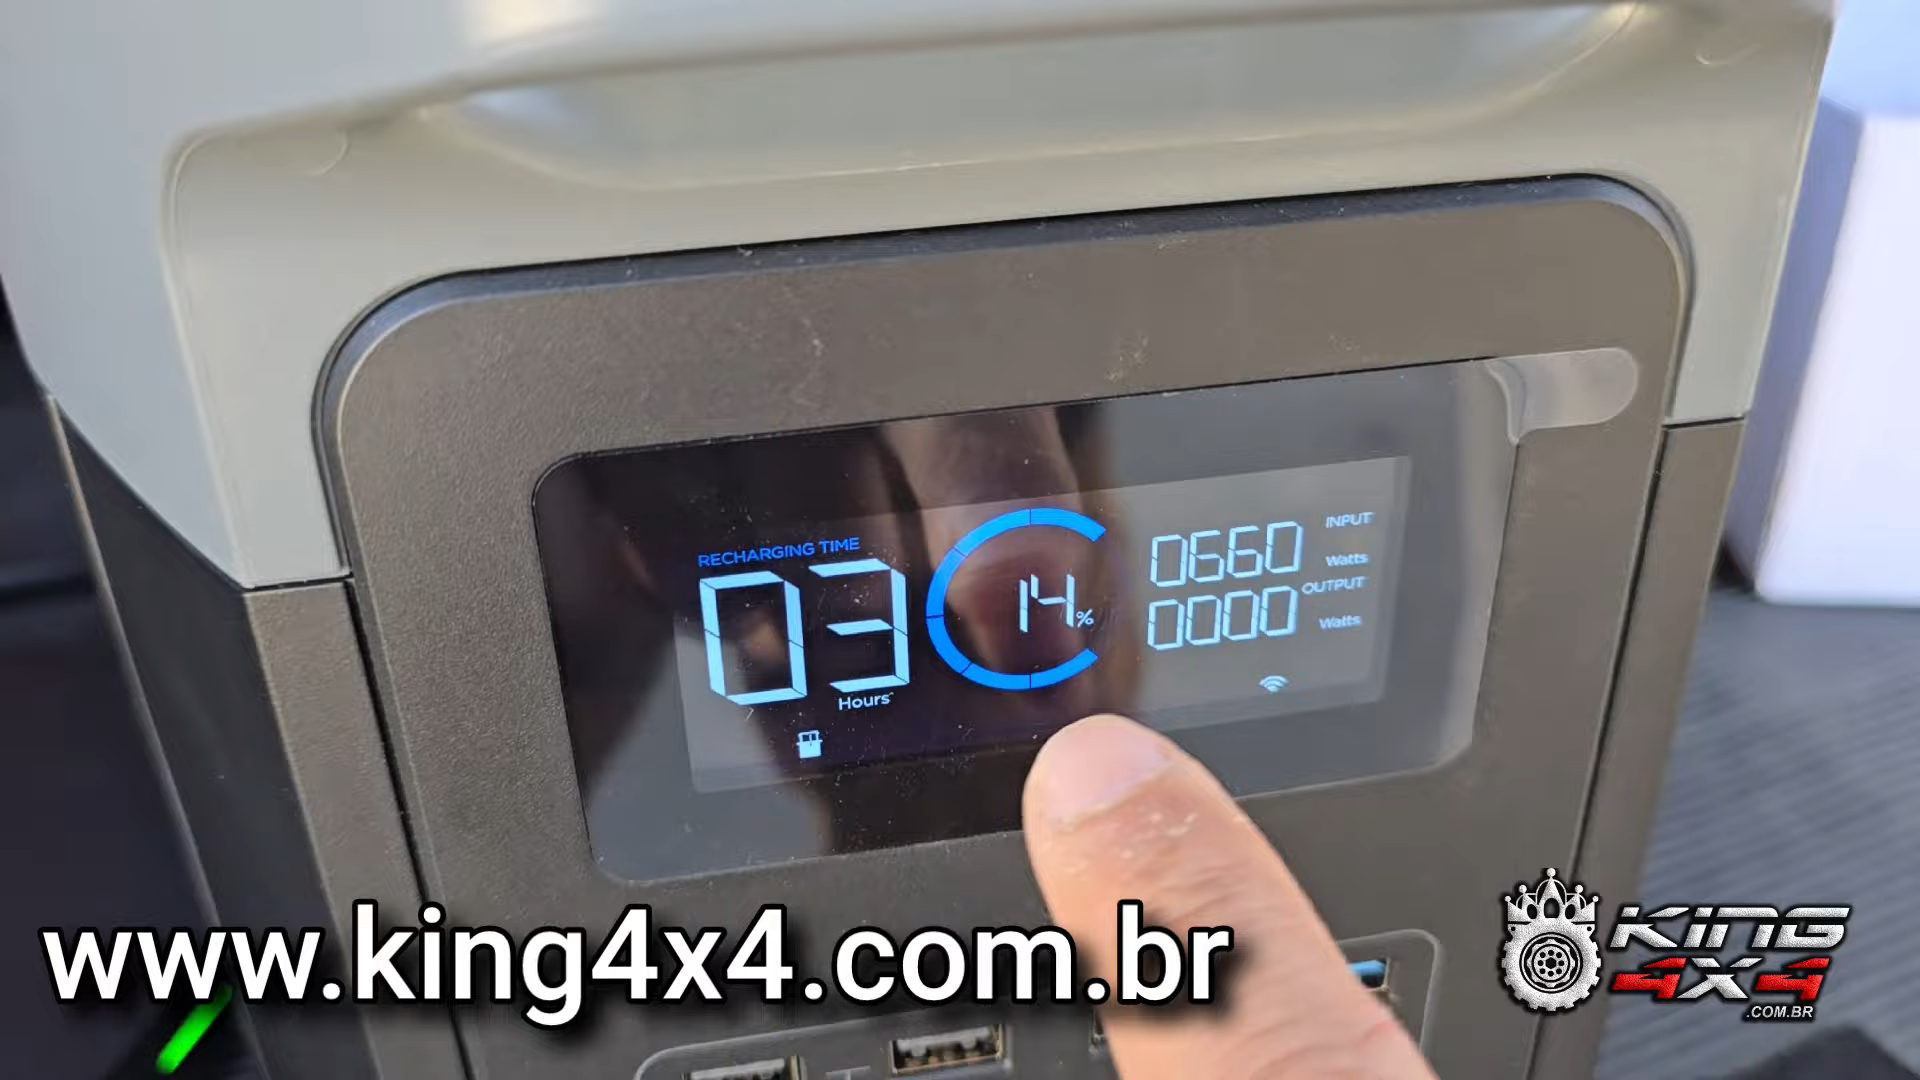 RECHARGING TIME
03
Hours
14%
0660 INPUT
Watts
0000 OUTPUT
Watts
www.king4x4.com.br
KING
4X4
.COM.BR